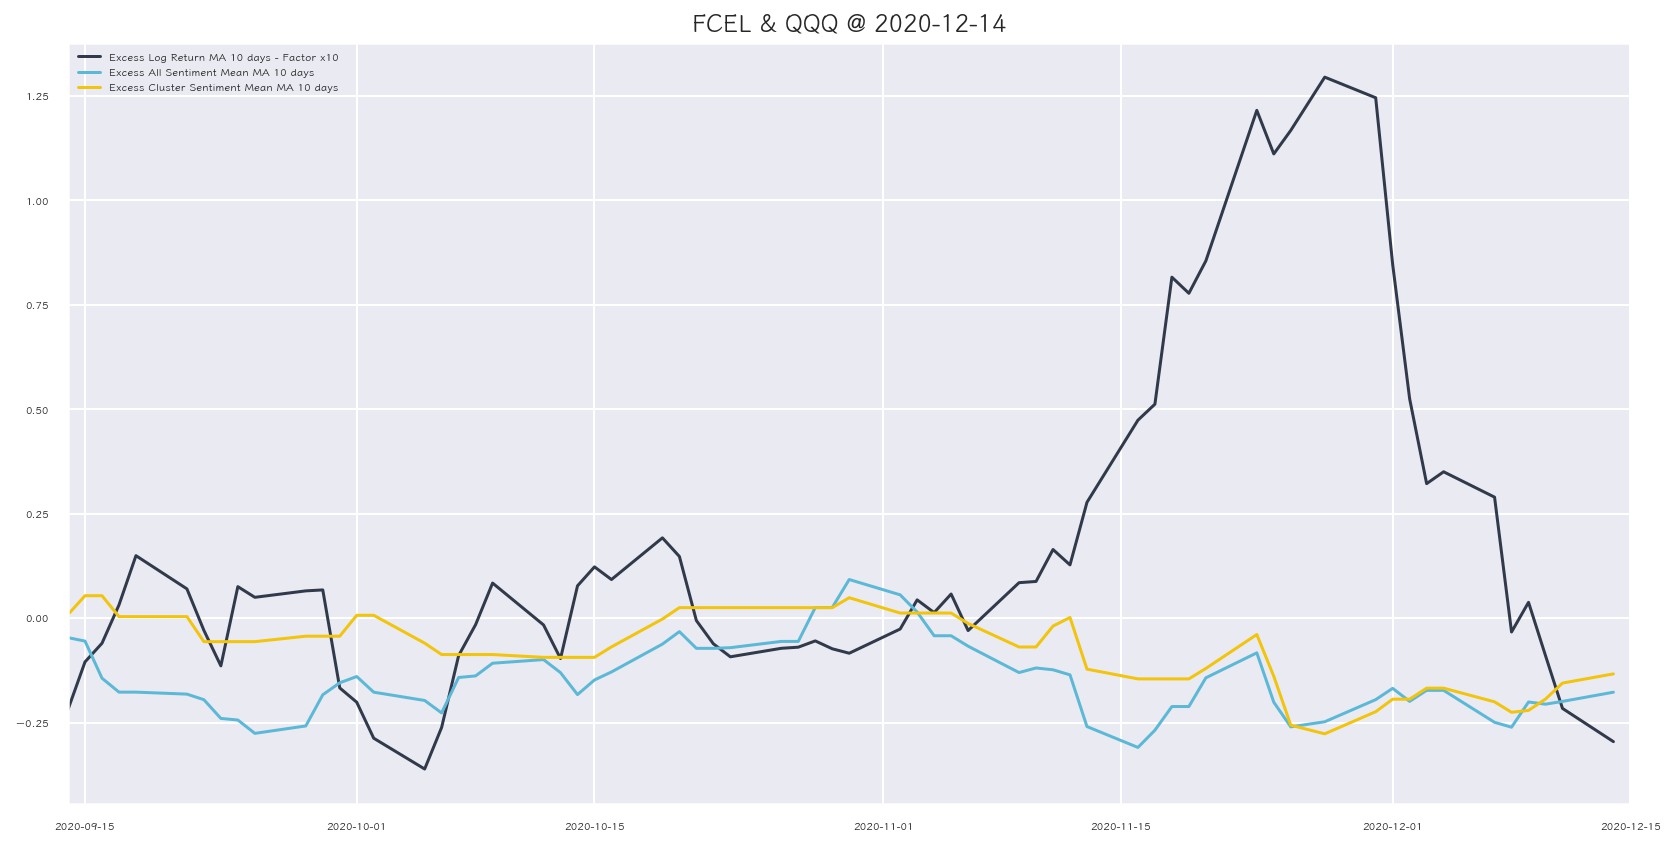 FCEL & QQQ @ 2020-12-14
Excess Log Return MA 10 days - Factor x10
Excess All Sentiment Mean MA 10 days
Excess Cluster Sentiment Mean MA 10 days
1.25
1.00
0.75
0.50
0.25
0.00
−0.25
2020-09-15 2020-10-01 2020-10-15 2020-11-01 2020-11-15 2020-12-01 2020-12-15